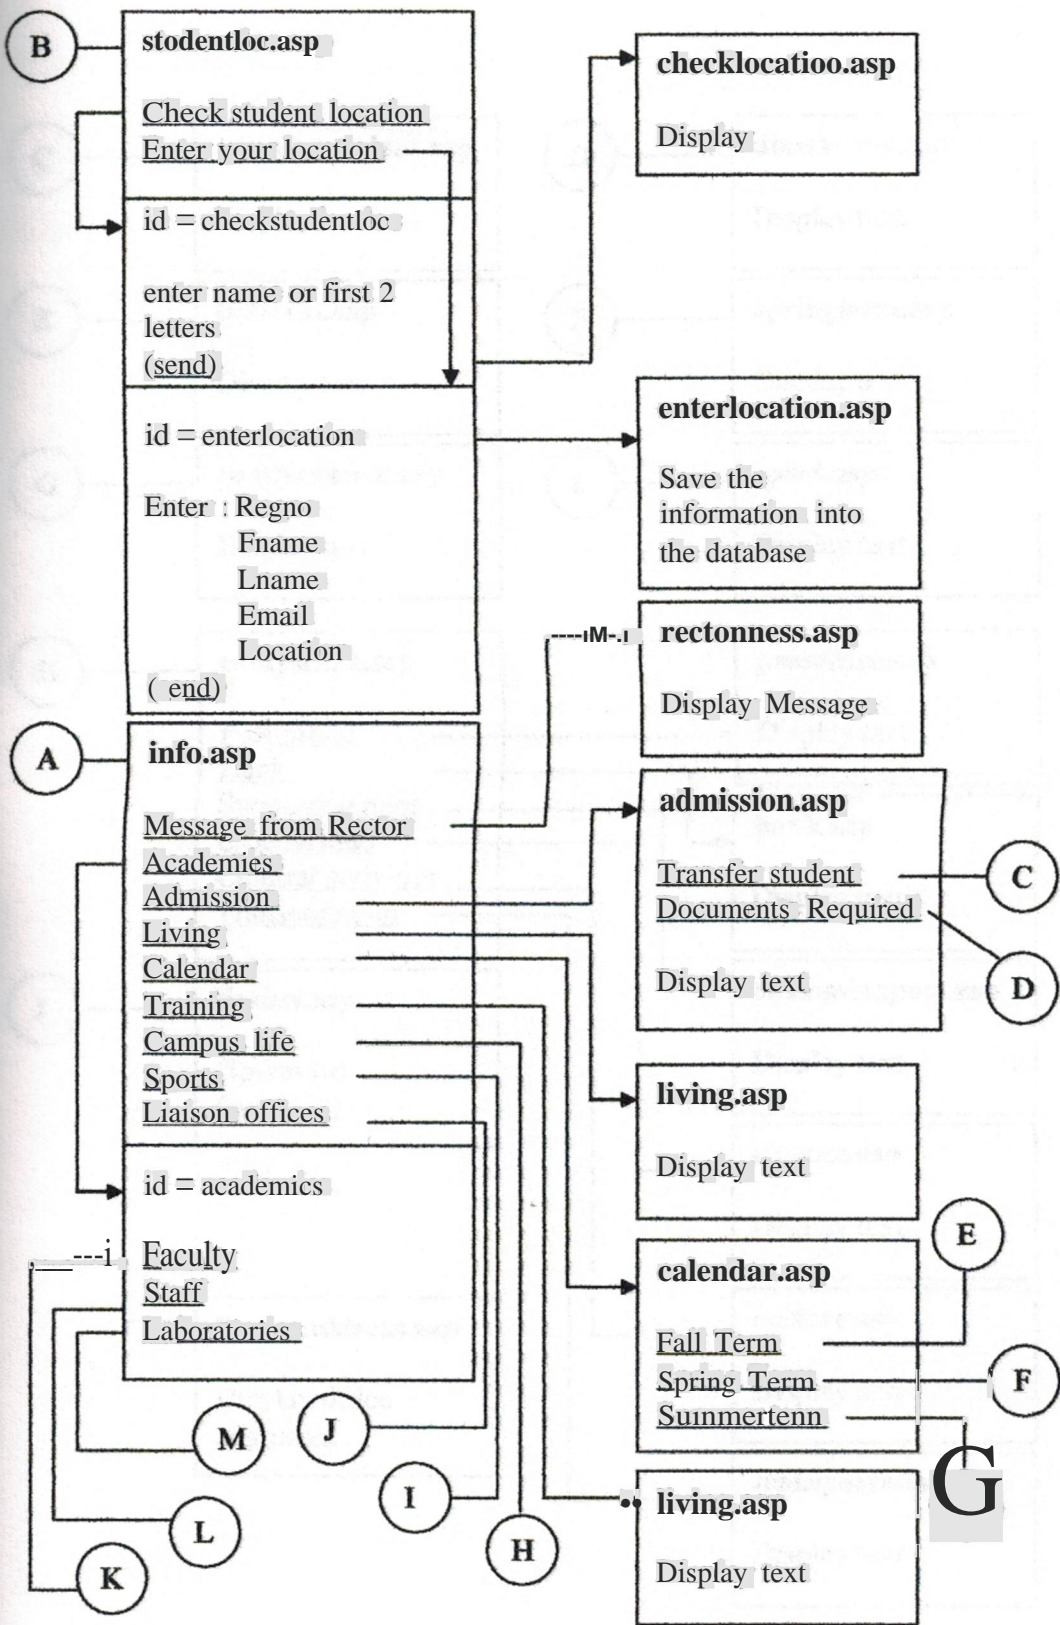 B
stodentloc.asp
Check student location
Enter your location
id = checkstudentloc
enter name or first 2
letters
(send)
id = enterlocation
Enter : Regno
Fname
Lname
Email
Location
( end)
checklocatioo.asp
Display
enterlocation.asp
Save the
information into
the database
----ıM-.ı
rectonness.asp
Display Message
A
info.asp
Message from Rector
Academies
Admission
Living
Calendar
Training
Campus life
Sports
Liaison offices
id = academics
___---i Faculty
Staff
Laboratories
admission.asp
Transfer student
Documents Required
Display text
C
D
living.asp
Display text
calendar.asp
Fall Term
Spring Term
Suinmertenn
E
F
G
•• living.asp
Display text
M
J
I
L
H
K